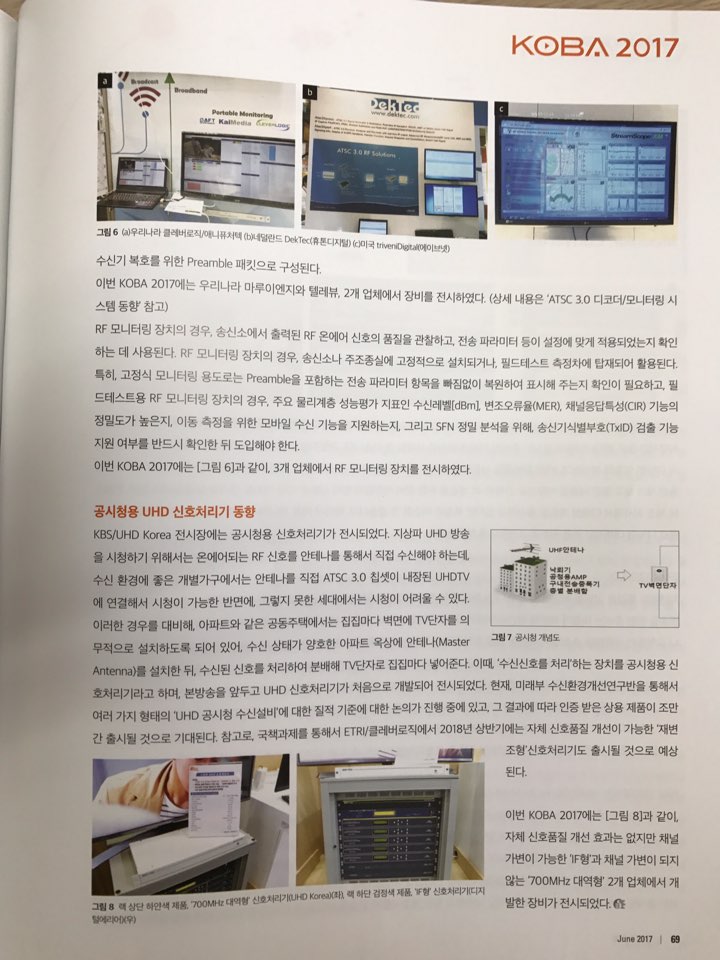 KOBA 2017
a
Broadcast
Broadband
Portable Monitoring
KaiMedia
b
DekTec
www.dektec.com
ATSC 3.0 RF Solutions
c
StreamScope
그림 6 (a)우리나라 클레버로직/애니퓨처텍 (b)네덜란드 DekTec(휴톤디지털) (c)미국 triveniDigital(에이브넷)
수신기 복호를 위한 Preamble 패킷으로 구성된다.
이번 KOBA 2017에는 우리나라 마루이엔지와 텔레뷰, 2개 업체에서 장비를 전시하였다. (상세 내용은 'ATSC 3.0 디코더/모니터링 시
스템 동향' 참고.)
RF 모니터링 장치의 경우, 송신소에서 출력된 RF 온에어 신호의 품질을 관찰하고, 전송 파라미터 등이 설정에 맞게 적용되었는지 확인
하는 데 사용된다. RF 모니터링 장치의 경우, 송신소나 주조종실에 고정적으로 설치되거나, 필드테스트 측정차에 탑재되어 활용된다.
특히, 고정식 모니터링 용도로는 Preamble을 포함하는 전송 파라미터 항목을 빠짐없이 복원하여 표시해 주는지 확인이 필요하고, 필
드테스트용 RF 모니터링 장치의 경우, 주요 물리계층 성능평가 지표인 수신레벨[dBm], 변조오류율(MER), 채널응답특성(CIR) 기능의
정밀도가 높은지, 이동 측정을 위한 모바일 수신 기능을 지원하는지, 그리고 SFN 정밀 분석을 위해, 송신기식별부호(TxID) 검출 기능
지원 여부를 반드시 확인한 뒤 도입해야 한다.
이번 KOBA 2017에는 [그림 6]과 같이, 3개 업체에서 RF 모니터링 장치를 전시하였다.
공시청용 UHD 신호처리기 동향
KBS/UHD Korea 전시장에는 공시청용 신호처리기가 전시되었다. 지상파 UHD 방송
을 시청하기 위해서는 온에어되는 RF 신호를 안테나를 통해서 직접 수신해야 하는데,
수신 환경에 좋은 개별가구에서는 안테나를 직접 ATSC 3.0 칩셋이 내장된 UHDTV
에 연결해서 시청이 가능한 반면에, 그렇지 못한 세대에서는 시청이 어려울 수 있다.
이러한 경우를 대비해, 아파트와 같은 공동주택에서는 집집마다 벽면에 TV단자를 의
무적으로 설치하도록 되어 있어, 수신 상태가 양호한 아파트 옥상에 안테나(Master
Antenna)를 설치한 뒤, 수신된 신호를 처리하여 분배해 TV단자로 집집마다 넣어준다. 이때, '수신신호를 처리'하는 장치를 공시청용 신
호처리기라고 하며, 본방송을 앞두고 UHD 신호처리기가 처음으로 개발되어 전시되었다. 현재, 미래부 수신환경개선연구반을 통해서
여러 가지 형태의 'UHD 공시청 수신설비'에 대한 질적 기준에 대한 논의가 진행 중에 있고, 그 결과에 따라 인증 받은 상용 제품이 조만
간 출시될 것으로 기대된다. 참고로, 국책과제를 통해서 ETRI/클레버로직에서 2018년 상반기에는 자체 신호품질 개선이 가능한 '재변
조형'신호처리기도 출시될 것으로 예상
된다.
UHF안테나
낙뢰기
공청용AMP
구내전송증폭기
층별 분배함
TV벽면단자
그림 7 공시청 개념도
이번 KOBA 2017에는 [그림 8]과 같이,
자체 신호품질 개선 효과는 없지만 채널
가변이 가능한 'IF형'과 채널 가변이 되지
않는 '700MHz 대역형' 2개 업체에서 개
발한 장비가 전시되었다.
그림 8 랙 상단 하얀색 제품, '700MHz 대역형' 신호처리기(UHD Korea)(좌), 랙 하단 검정색 제품, 'IF형' 신호처리기(디지
털에리어)(우)
June 2017 | 69